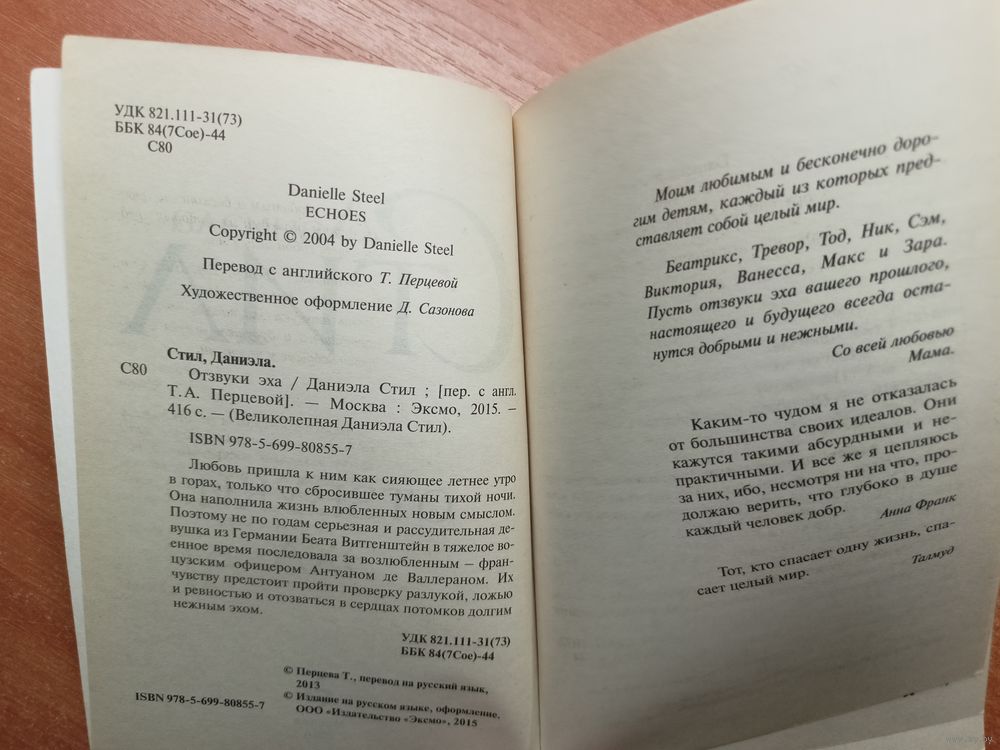 УДК 821.111-31(73)
ББК 84(7Сое)-44
С80
Danielle Steel
ECHOES
Copyright © 2004 by Danielle Steel
Перевод с английского Т. Перцевой
Художественное оформление Д. Сазонова
Стил, Даниэла.
С80
Отзвуки эха / Даниэла Стил ; [пер. с англ.
Т. А. Перцевой]. — Москва : Эксмо, 2015. —
416 с. — (Великолепная Даниэла Стил).
ISBN 978-5-699-80855-7
Любовь пришла к ним как сияющее летнее утро
в горах, только что сбросившее туманы тихой ночи.
Она наполнила жизнь влюбленных новым смыслом.
Поэтому не по годам серьезная и рассудительная де-
вушка из Германии Беата Витгенштейн в тяжелое во-
енное время последовала за возлюбленным — фран-
цузским офицером Антуаном де Валлераном. Их
чувству предстоит пройти проверку разлукой, ложью
и ревностью и отозваться в сердцах потомков долгим
нежным эхом.
УДК 821.111-31(73)
ББК 84(7Сое)-44
© Перцева Т., перевод на русский язык,
2013
© Издание на русском языке, оформление.
ООО «Издательство «Эксмо», 2015
ISBN 978-5-699-80855-7
Моим любимым и бесконечно доро-
гим детям, каждый из которых пред-
ставляет собой целый мир.
Беатрикс, Тревор, Тод, Ник, Сэм,
Виктория, Ванесса, Макс и Зара.
Пусть отзвуки эха вашего прошлого,
настоящего и будущего всегда оста-
нутся добрыми и нежными.
Со всей любовью
Мама.
Каким-то чудом я не отказалась
от большинства своих идеалов. Они
кажутся такими абсурдными и не-
практичными. И все же я цепляюсь
за них, ибо, несмотря ни на что, про-
должаю верить, что глубоко в душе
каждый человек добр.
Анна Франк
Тот, кто спасает одну жизнь, спа-
сает целый мир.
Талмуд